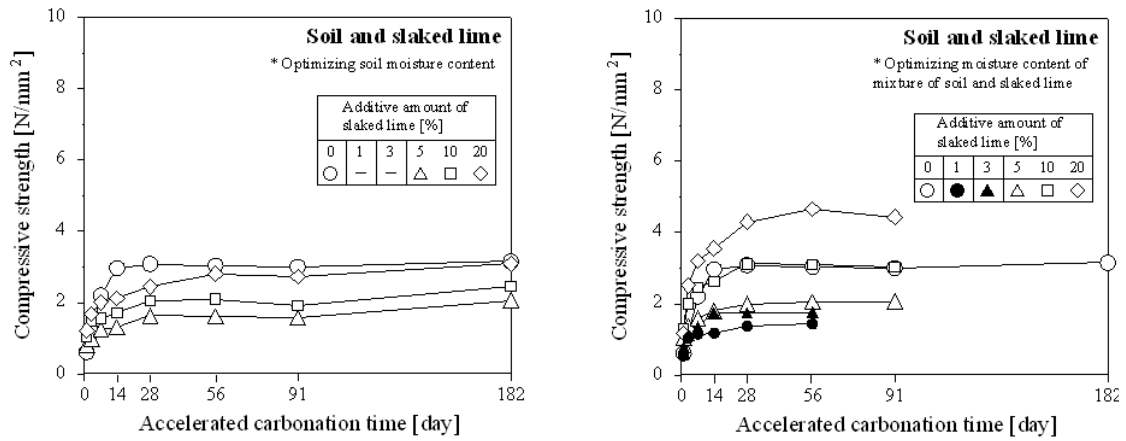 10
8
6
4
2
0
Compressive strength [N/mm²]
Soil and slaked lime
* Optimizing soil moisture content
Additive amount of
slaked lime [%]
0 1 3 5 10 20
– –
0 14 28 56 91 182
Accelerated carbonation time [day]
10
8
6
4
2
0
Compressive strength [N/mm²]
Soil and slaked lime
* Optimizing moisture content of
mixture of soil and slaked lime
Additive amount of
slaked lime [%]
0 1 3 5 10 20
0 14 28 56 91 182
Accelerated carbonation time [day]